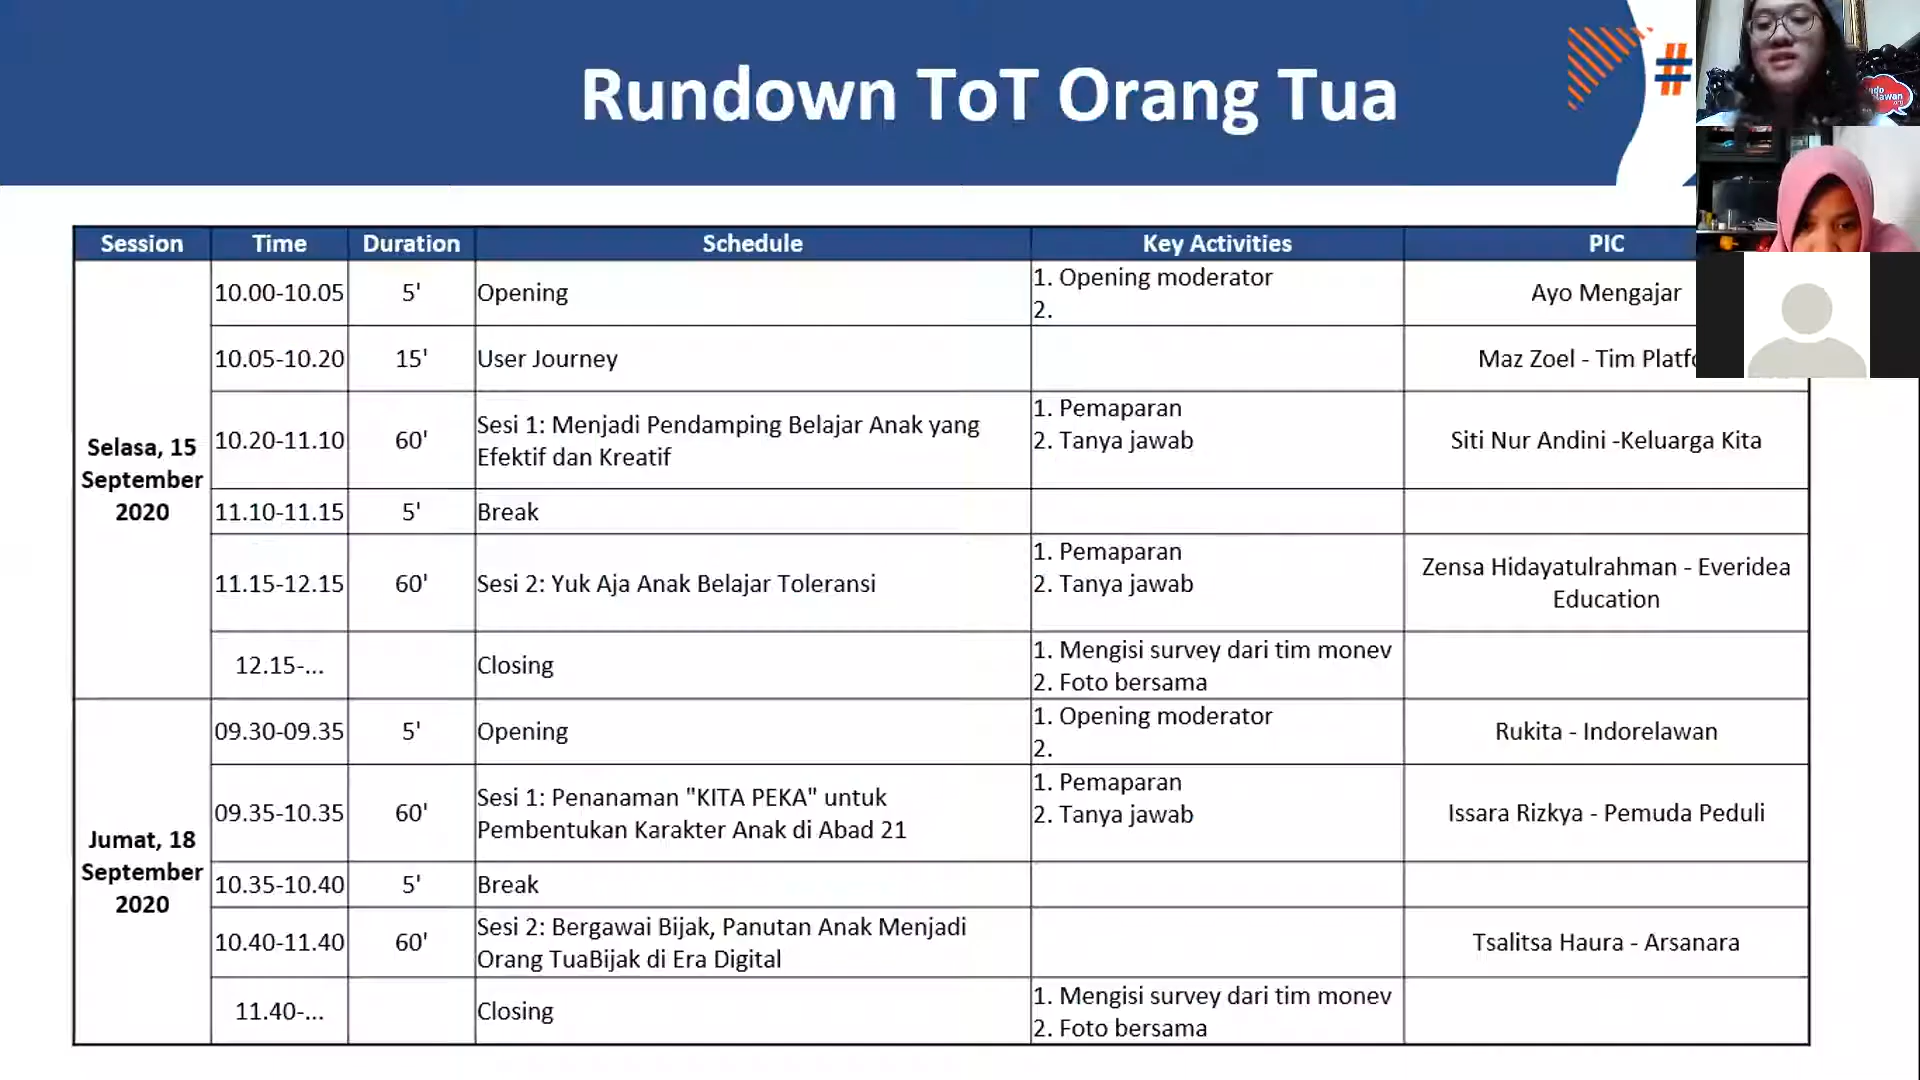 Rundown ToT Orang Tua
#
Session Time Duration Schedule Key Activities PIC
Selasa, 15
September
2020
10.00-10.05 5' Opening
1. Opening moderator
2.
Ayo Mengajar
10.05-10.20 15' User Journey
Maz Zoel - Tim
10.20-11.10 60'
Sesi 1: Menjadi Pendamping Belajar Anak yang
Efektif dan Kreatif
1. Pemaparan
2. Tanya jawab
Siti Nur Andini -Keluarga Kita
11.10-11.15 5' Break
11.15-12.15 60' Sesi 2: Yuk Aja Anak Belajar Toleransi
1. Pemaparan
2. Tanya jawab
Zensa Hidayatulrahman - Everidea
Education
12.15-... Closing
1. Mengisi survey dari tim monev
2. Foto bersama
Jumat, 18
September
2020
09.30-09.35 5' Opening
1. Opening moderator
2.
Rukita - Indorelawan
09.35-10.35 60'
Sesi 1: Penanaman "KITA PEKA" untuk
Pembentukan Karakter Anak di Abad 21
1. Pemaparan
2. Tanya jawab
Issara Rizkya - Pemuda Peduli
10.35-10.40 5' Break
10.40-11.40 60'
Sesi 2: Bergawai Bijak, Panutan Anak Menjadi
Orang TuaBijak di Era Digital
Tsalitsa Haura - Arsanara
11.40-... Closing
1. Mengisi survey dari tim monev
2. Foto bersama